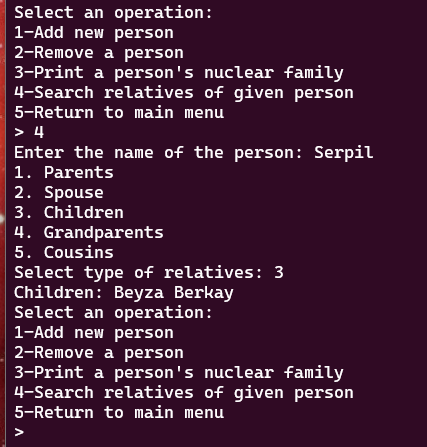 Select an operation:
1-Add new person
2-Remove a person
3-Print a person's nuclear family
4-Search relatives of given person
5-Return to main menu
> 4
Enter the name of the person: Serpil
1. Parents
2. Spouse
3. Children
4. Grandparents
5. Cousins
Select type of relatives: 3
Children: Beyza Berkay
Select an operation:
1-Add new person
2-Remove a person
3-Print a person's nuclear family
4-Search relatives of given person
5-Return to main menu
>